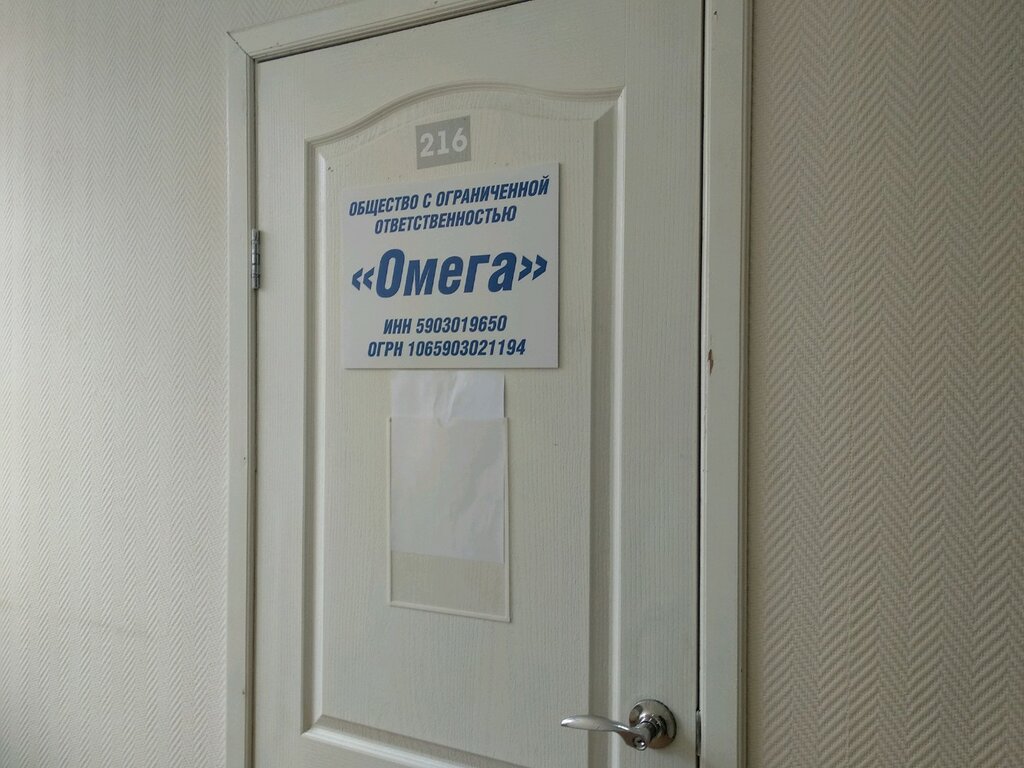 216
ОБЩЕСТВО С ОГРАНИЧЕННОЙ
ОТВЕТСТВЕННОСТЬЮ
«Омега»
ИНН 5903019650
ОГРН 1065903021194